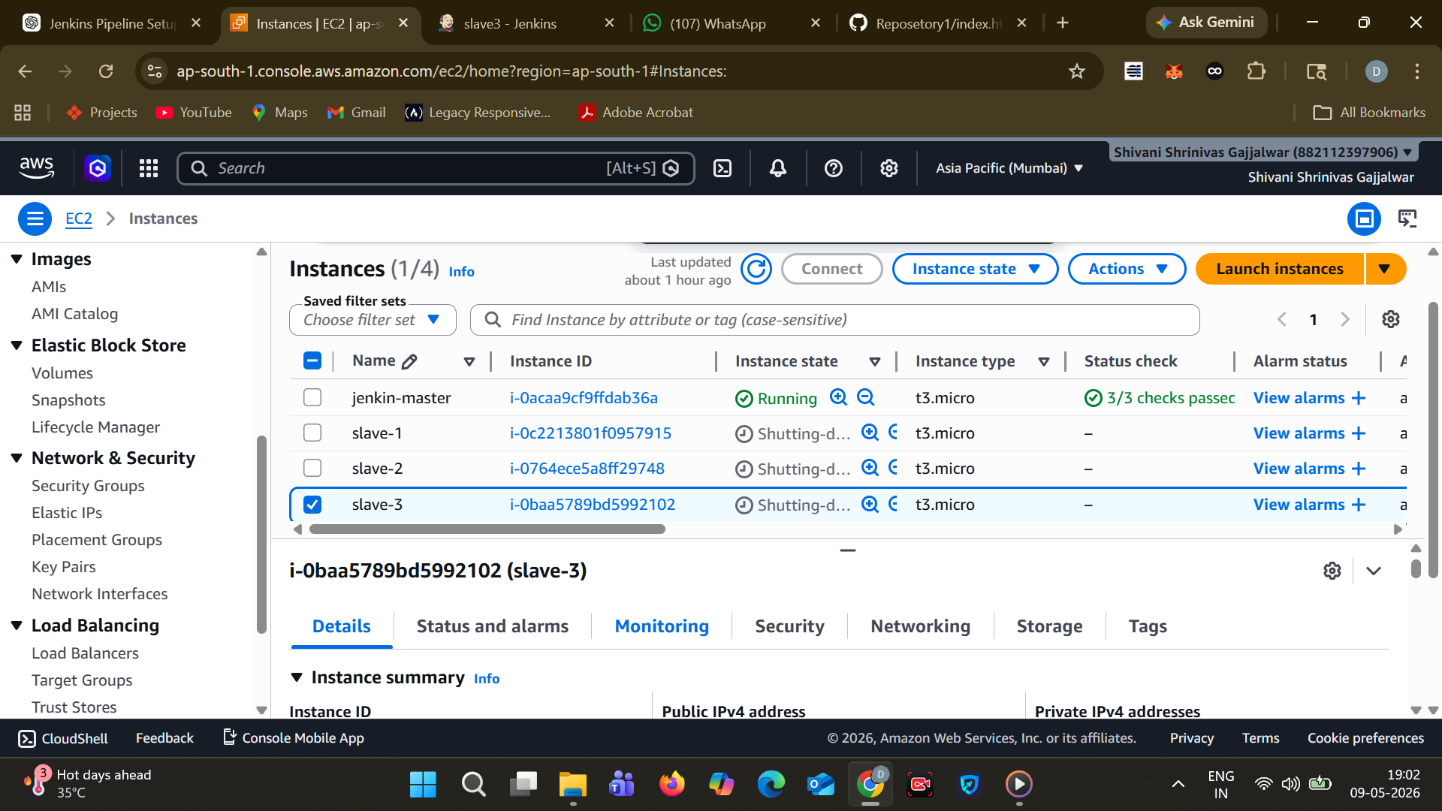 Jenkins Pipeline Setu
Instances | EC2 | ap-s
slave3 - Jenkins
(107) WhatsApp
Reposetory1/index.h
Ask Gemini
ap-south-1.console.aws.amazon.com/ec2/home?region=ap-south-1#Instances:
D
Projects
YouTube
Maps
Gmail
Legacy Responsive...
Adobe Acrobat
All Bookmarks
aws
Search
[Alt+S]
Asia Pacific (Mumbai)
Shivani Shrinivas Gajjalwar (882112397906)
Shivani Shrinivas Gajjalwar
EC2
Instances
Images
AMIs
AMI Catalog
Elastic Block Store
Volumes
Snapshots
Lifecycle Manager
Network & Security
Security Groups
Elastic IPs
Placement Groups
Key Pairs
Network Interfaces
Load Balancing
Load Balancers
Target Groups
Trust Stores
Instances (1/4) Info
Last updated
about 1 hour ago
Connect
Instance state
Actions
Launch instances
Saved filter sets
Choose filter set
Find Instance by attribute or tag (case-sensitive)
1
Name Instance ID Instance state Instance type Status check Alarm status A
jenkin-master i-0acaa9cf9ffdab36a Running t3.micro 3/3 checks passec View alarms + a
slave-1 i-0c2213801f0957915 Shutting-d... t3.micro – View alarms + a
slave-2 i-0764ece5a8ff29748 Shutting-d... t3.micro – View alarms + a
slave-3 i-0baa5789bd5992102 Shutting-d... t3.micro – View alarms + a
i-0baa5789bd5992102 (slave-3)
Details
Status and alarms
Monitoring
Security
Networking
Storage
Tags
Instance summary Info
Instance ID
Public IPv4 address
Private IPv4 addresses
CloudShell
Feedback
Console Mobile App
© 2026, Amazon Web Services, Inc. or its affiliates.
Privacy
Terms
Cookie preferences
3
Hot days ahead
35°C
D
ENG
IN
19:02
09-05-2026